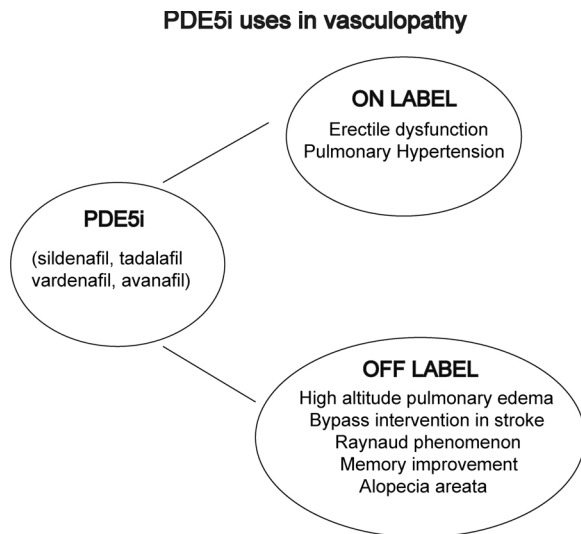 PDE5i uses in vasculopathy
ON LABEL
Erectile dysfunction
Pulmonary Hypertension
PDE5i
(sildenafil, tadalafil
vardenafil, avanafil)
OFF LABEL
High altitude pulmonary edema
Bypass intervention in stroke
Raynaud phenomenon
Memory improvement
Alopecia areata